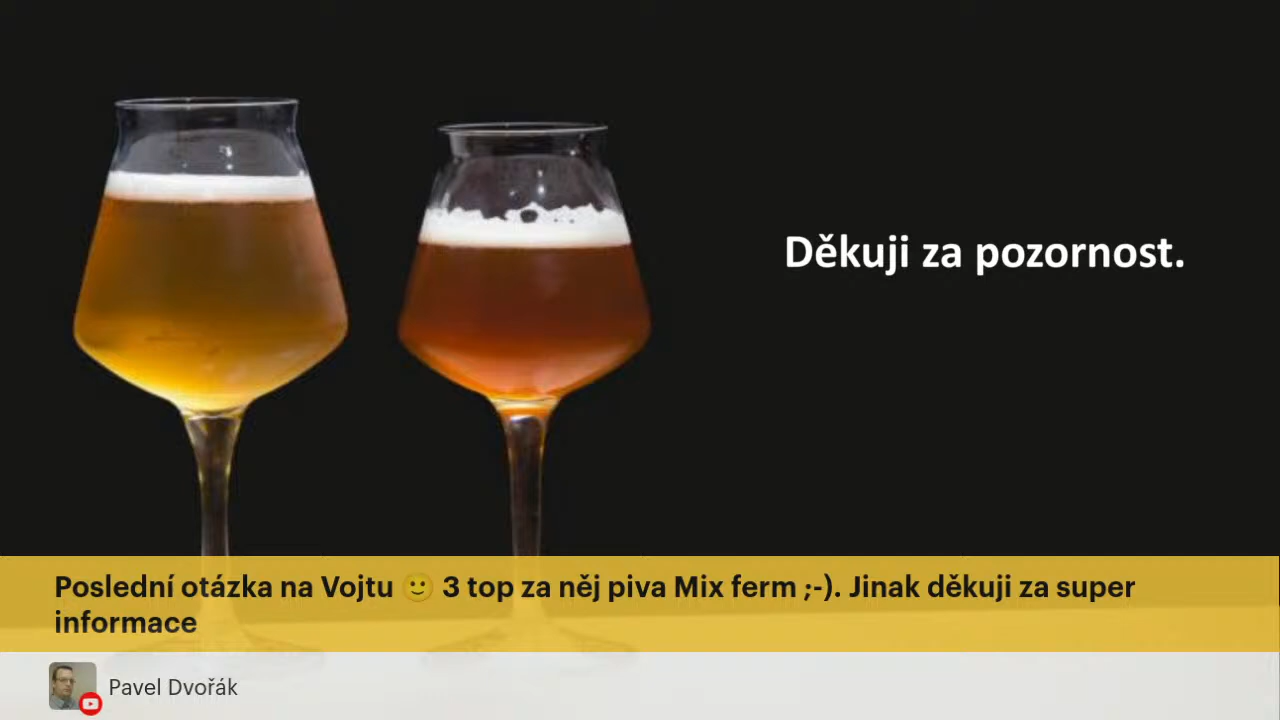 Děkuji za pozornost.
Poslední otázka na Vojtu 🙂 3 top za něj piva Mix ferm ;-). Jinak děkuji za super
informace
Pavel Dvořák